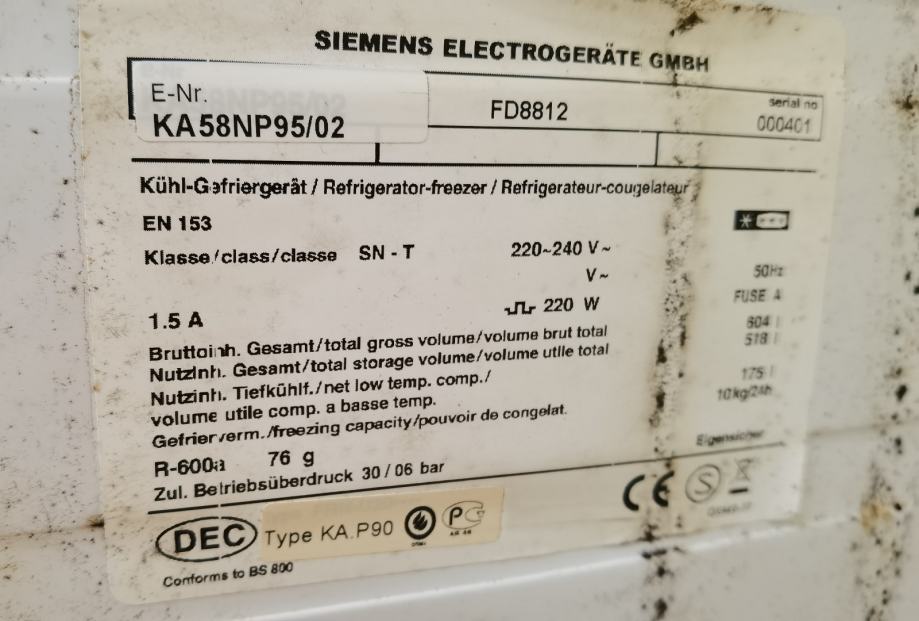 SIEMENS ELECTROGERÄTE GMBH
E-Nr.
KA58NP95/02
FD8812
serial no
000401
Kühl-Gefriergerät / Refrigerator-freezer / Refrigerateur-cougelateur
EN 153
Klasse/class/classe SN - T 220~240 V ~
V ~
50Hz
1.5 A 220 W FUSE A
Bruttoinh. Gesamt/total gross volume/volume brut total 604 l
Nutzinh. Gesamt/total storage volume/volume utile total 518 l
Nutzinh. Tiefkühlf./net low temp. comp./
volume utile comp. a basse temp. 175 l
Gefrierverm./freezing capacity/pouvoir de congelat. 10kg/24h
R-600a 76 g Eigensicher
Zul. Betriebsüberdruck 30 / 06 bar
CE S
DEC Type KA.P90
Conforms to BS 800